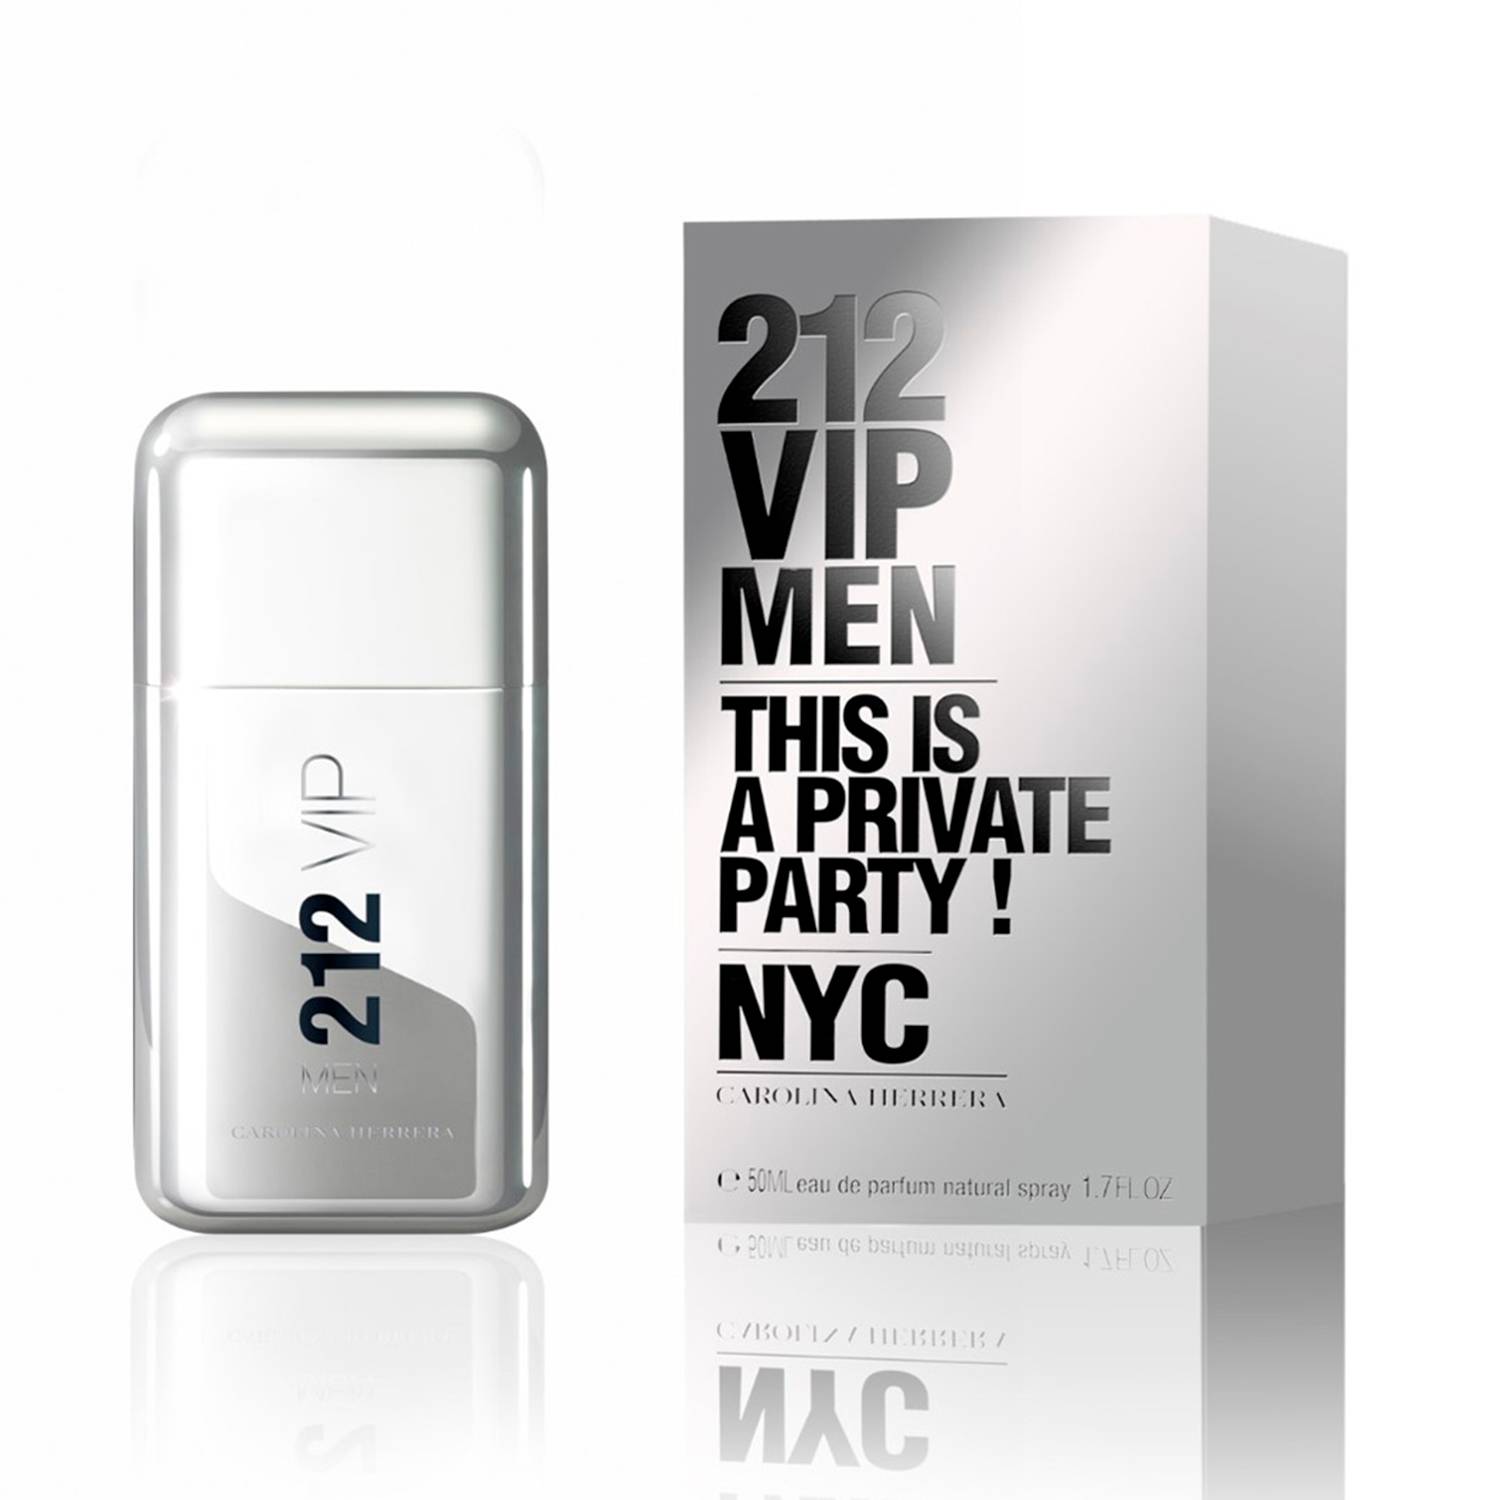 212 VIP
MEN
CAROLINA HERRERA
212
VIP
MEN
THIS IS
A PRIVATE
PARTY !
NYC
CAROLINA HERRERA
e 50ML eau de parfum natural spray 1.7FL OZ